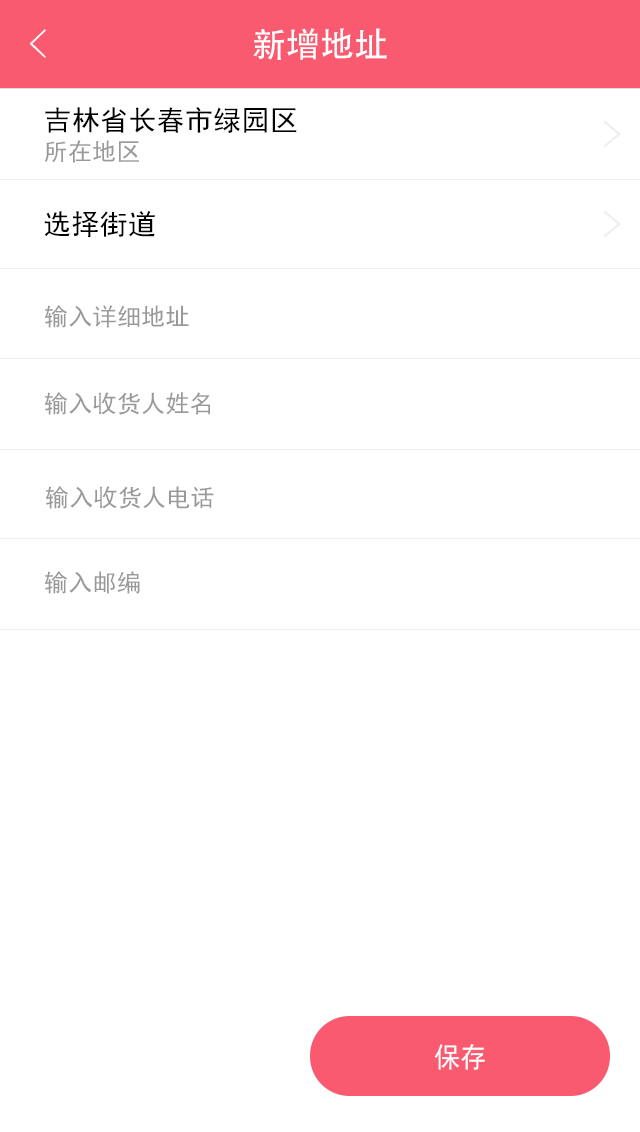 新增地址
吉林省长春市绿园区
所在地区
选择街道
输入详细地址
输入收货人姓名
输入收货人电话
输入邮编
保存